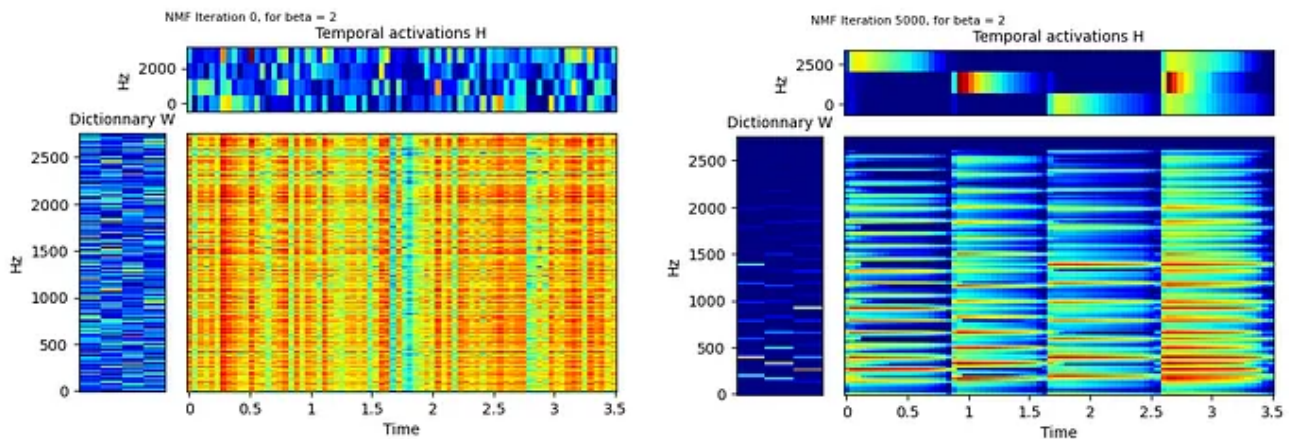 NMF Iteration 0, for beta = 2
Temporal activations H
Hz
2000
0
Dictionnary W
2500
2000
1500
1000
500
0
Hz
0 0.5 1 1.5 2 2.5 3 3.5
Time
NMF Iteration 5000, for beta = 2
Temporal activations H
Hz
2500
0
Dictionnary W
2500
2000
1500
1000
500
0
Hz
0 0.5 1 1.5 2 2.5 3 3.5
Time